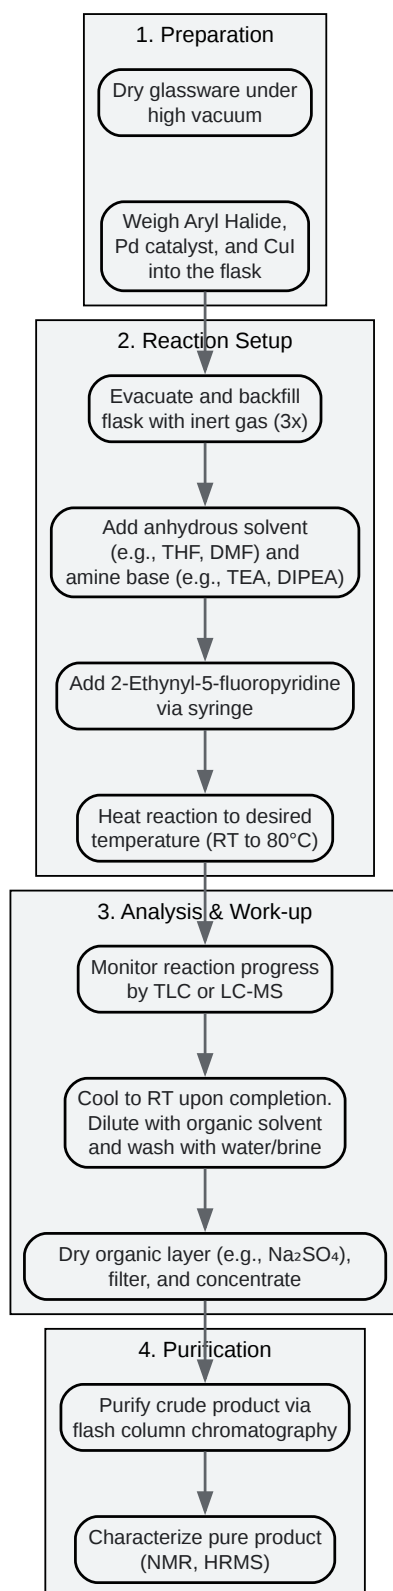 1. Preparation
Dry glassware under
high vacuum
Weigh Aryl Halide,
Pd catalyst, and CuI
into the flask
2. Reaction Setup
Evacuate and backfill
flask with inert gas (3x)
Add anhydrous solvent
(e.g., THF, DMF) and
amine base (e.g., TEA, DIPEA)
Add 2-Ethynyl-5-fluoropyridine
via syringe
Heat reaction to desired
temperature (RT to 80°C)
3. Analysis & Work-up
Monitor reaction progress
by TLC or LC-MS
Cool to RT upon completion.
Dilute with organic solvent
and wash with water/brine
Dry organic layer (e.g., Na₂SO₄),
filter, and concentrate
4. Purification
Purify crude product via
flash column chromatography
Characterize pure product
(NMR, HRMS)